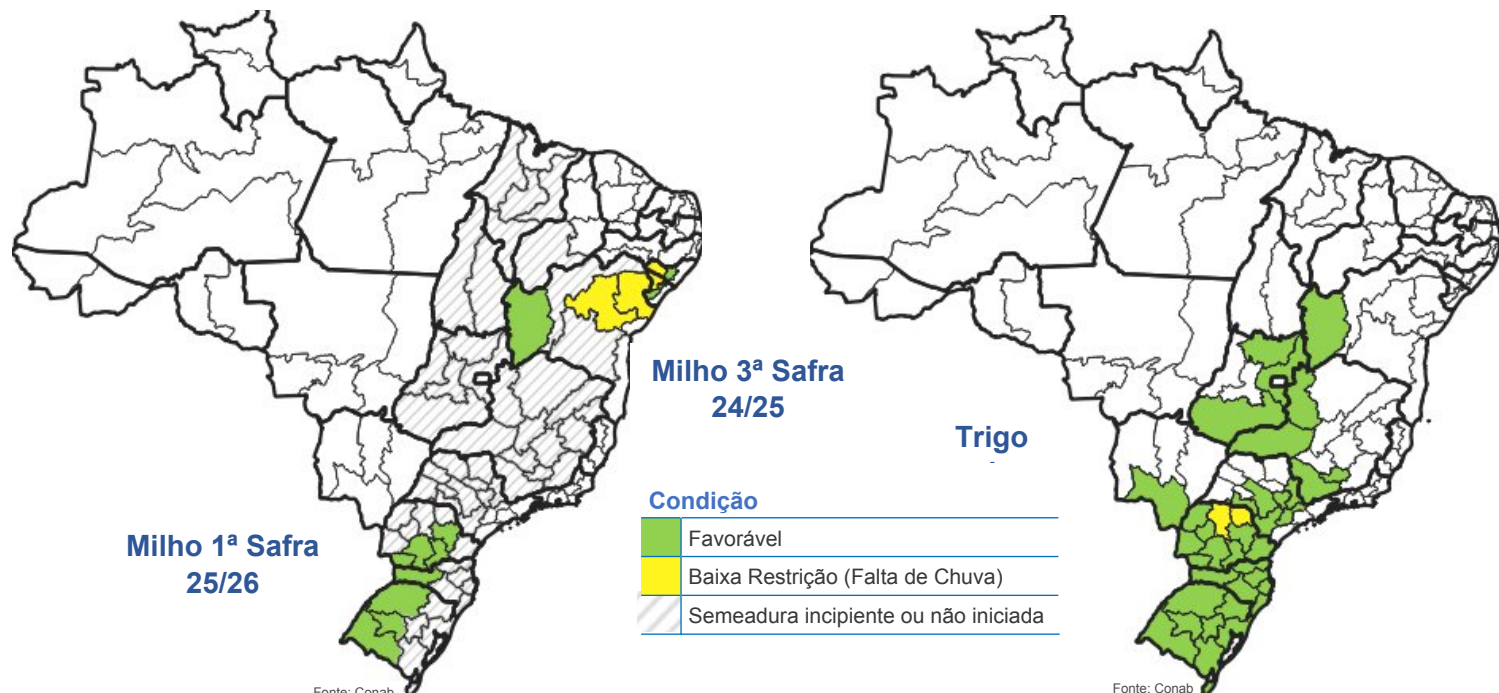 Milho 3ª Safra
24/25
Trigo
Condição
Favorável
Baixa Restrição (Falta de Chuva)
Semeadura incipiente ou não iniciada
Milho 1ª Safra
25/26
Fonte: Conab
Fonte: Conab